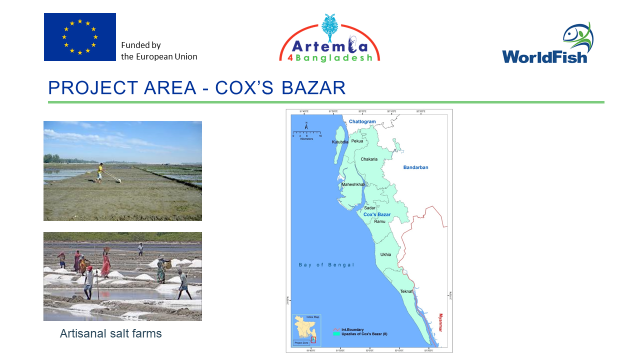 Funded by
the European Union
Artemia
4Bangladesh
WorldFish
PROJECT AREA - COX'S BAZAR
Chattogram
Kutubdia
Pekua
Chakaria
Bandarban
Maheshkhali
Sadar
Cox's Bazar
Ramu
Ukhia
Bay of Bengal
Teknaf
Myanmar
Int.Boundary
Upazilas of Cox's Bazar (8)
Artisanal salt farms